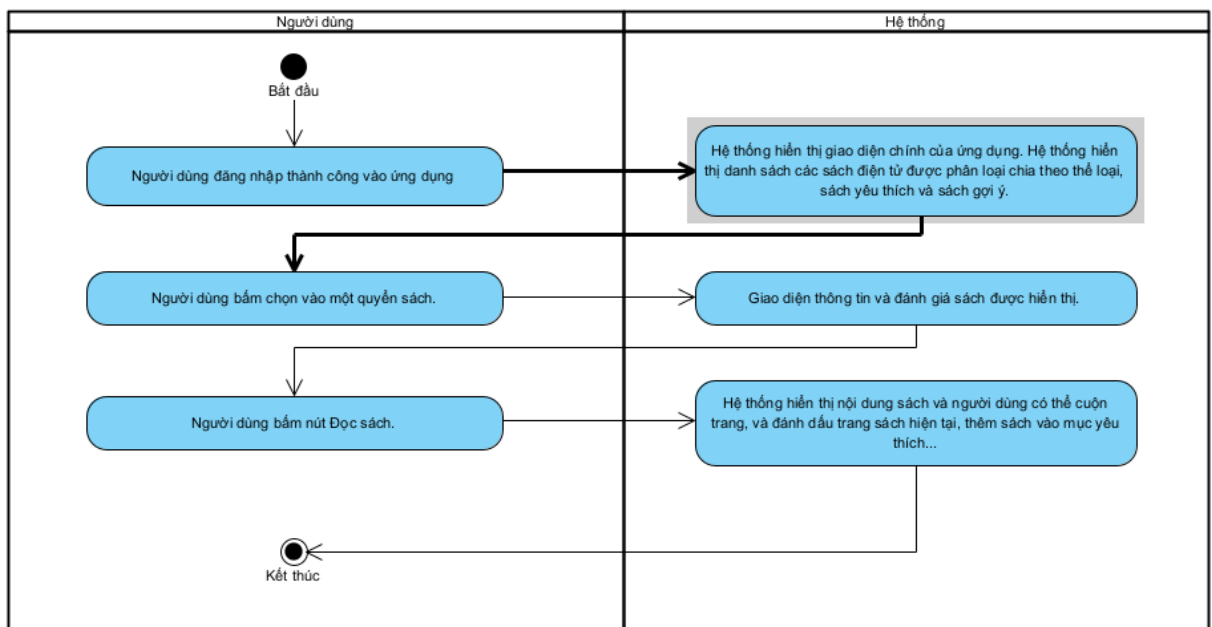 Người dùng
Hệ thống
Bắt đầu
Người dùng đăng nhập thành công vào ứng dụng
Hệ thống hiển thị giao diện chính của ứng dụng. Hệ thống hiển
thị danh sách các sách điện tử được phân loại chia theo thể loại,
sách yêu thích và sách gợi ý.
Người dùng bấm chọn vào một quyển sách.
Giao diện thông tin và đánh giá sách được hiển thị.
Người dùng bấm nút Đọc sách.
Hệ thống hiển thị nội dung sách và người dùng có thể cuộn
trang, và đánh dấu trang sách hiện tại, thêm sách vào mục yêu
thích...
Kết thúc